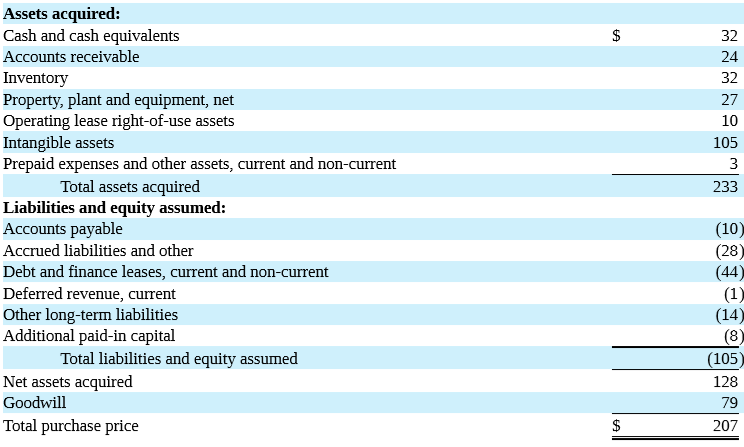 Assets acquired:
Cash and cash equivalents $ 32
Accounts receivable 24
Inventory 32
Property, plant and equipment, net 27
Operating lease right-of-use assets 10
Intangible assets 105
Prepaid expenses and other assets, current and non-current 3
Total assets acquired 233
Liabilities and equity assumed:
Accounts payable (10)
Accrued liabilities and other (28)
Debt and finance leases, current and non-current (44)
Deferred revenue, current (1)
Other long-term liabilities (14)
Additional paid-in capital (8)
Total liabilities and equity assumed (105)
Net assets acquired 128
Goodwill 79
Total purchase price $ 207